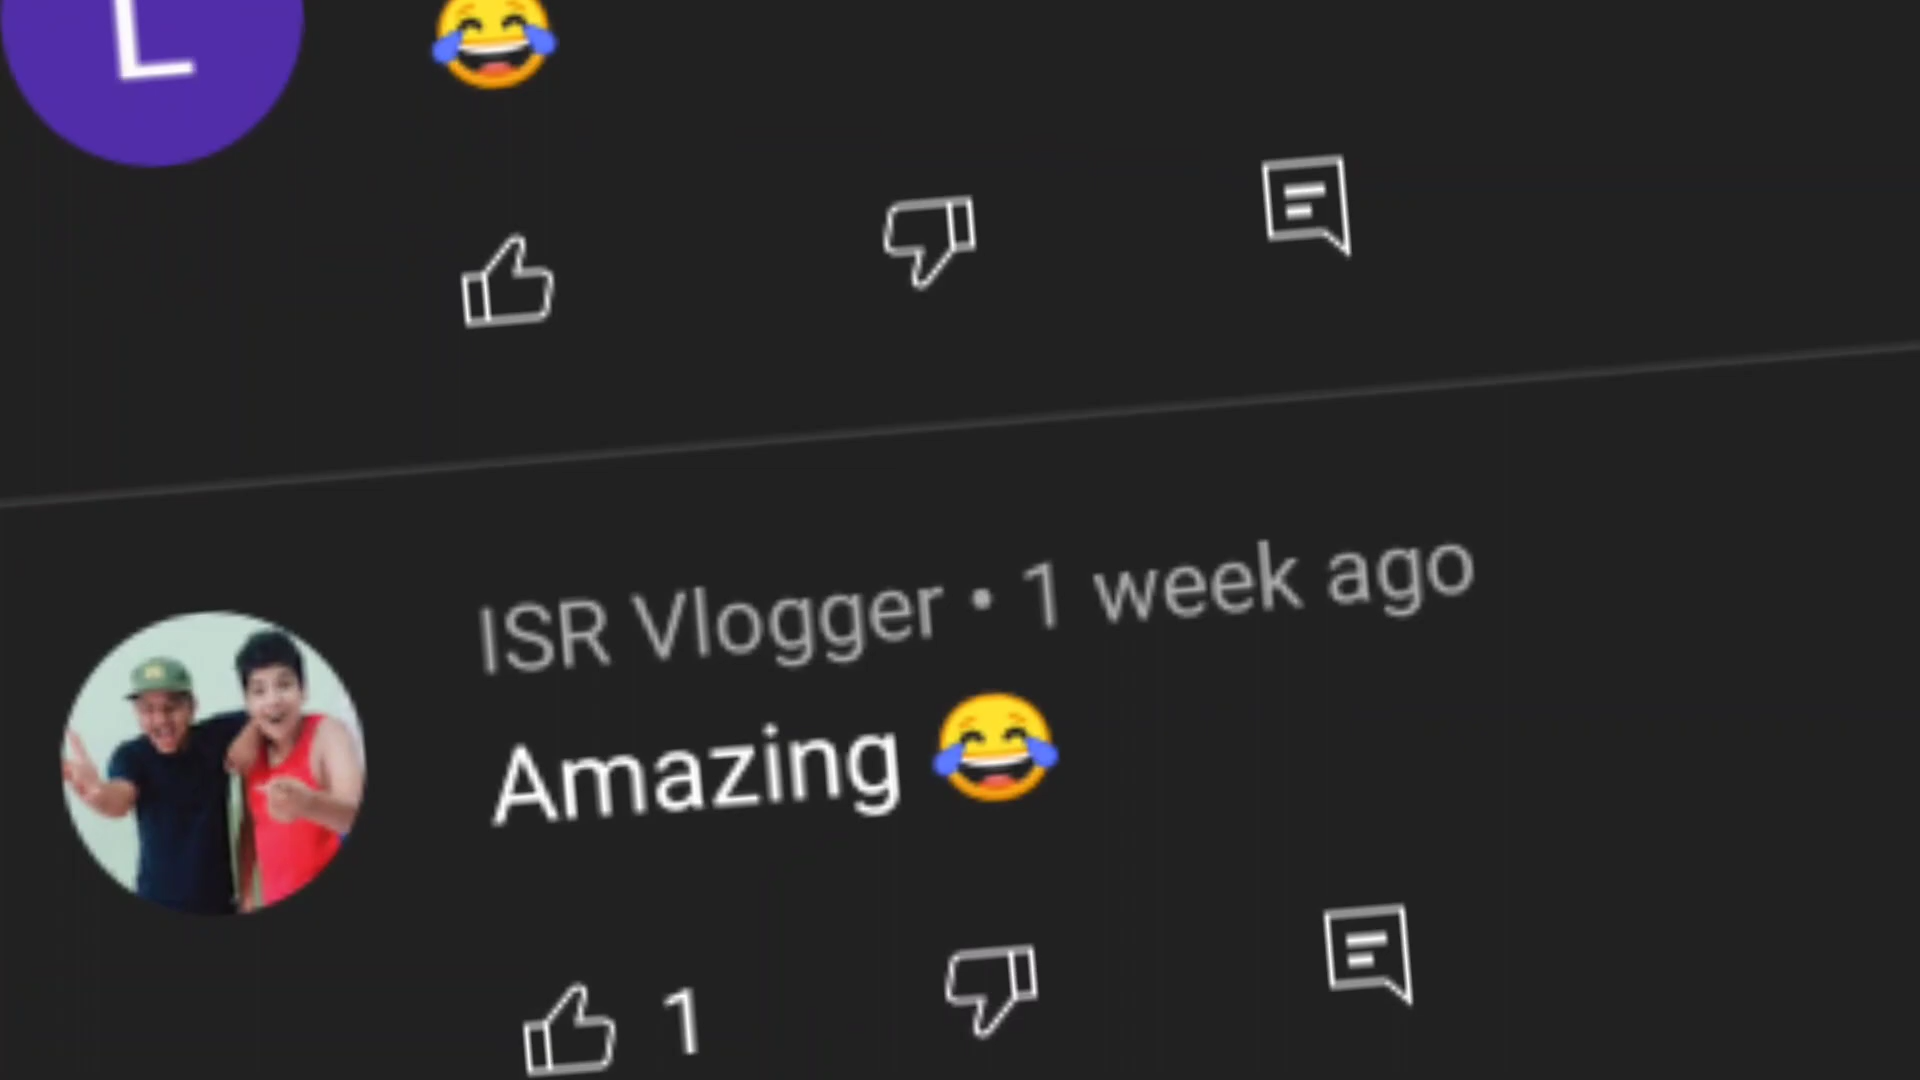 L
😂
ISR Vlogger • 1 week ago
Amazing 😂
1